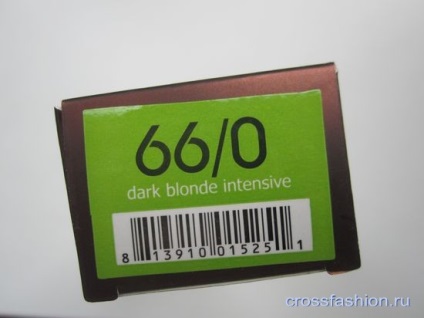 66/0
dark blonde intensive
8 13910 01525 1
crossfashion.ru